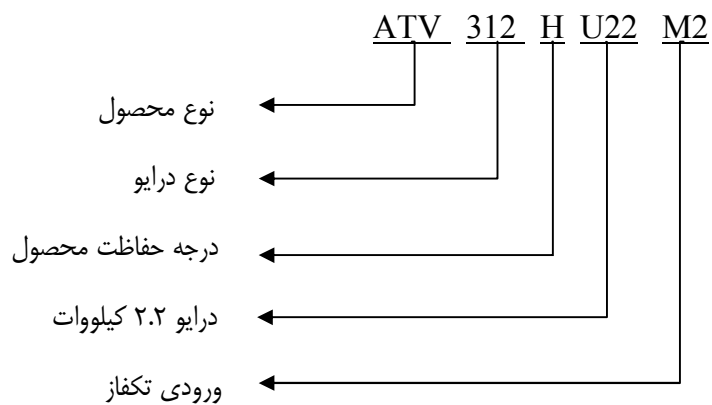 ATV 312 H U22 M2
نوع محصول
نوع درایو
درجه حفاظت محصول
درایو ۲.۲ کیلووات
ورودی تکفاز